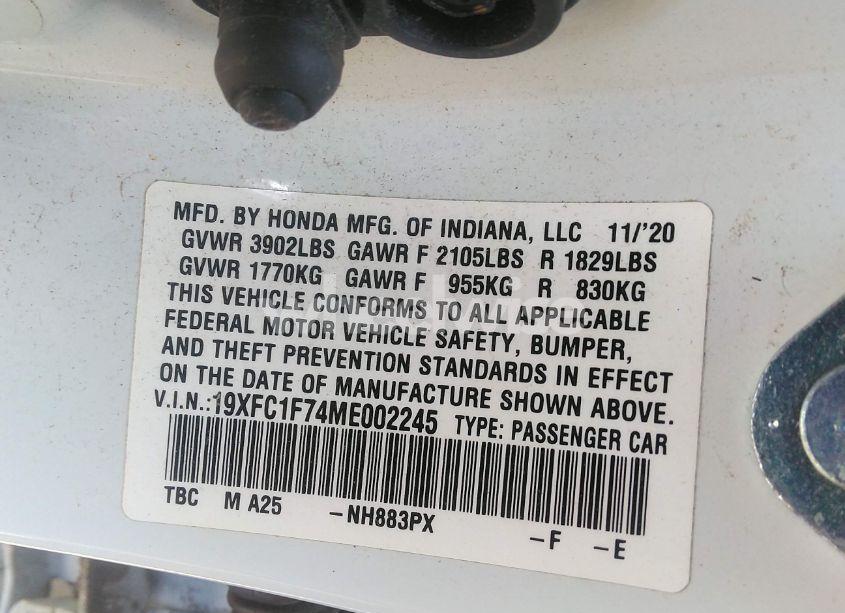 MFD. BY HONDA MFG. OF INDIANA, LLC 11/'20
GVWR 3902LBS GAWR F 2105LBS R 1829LBS
GVWR 1770KG GAWR F 955KG R 830KG
THIS VEHICLE CONFORMS TO ALL APPLICABLE
FEDERAL MOTOR VEHICLE SAFETY, BUMPER,
AND THEFT PREVENTION STANDARDS IN EFFECT
ON THE DATE OF MANUFACTURE SHOWN ABOVE.
V.I.N.:19XFC1F74ME002245 TYPE: PASSENGER CAR
TBC M A25 -NH883PX -F -E